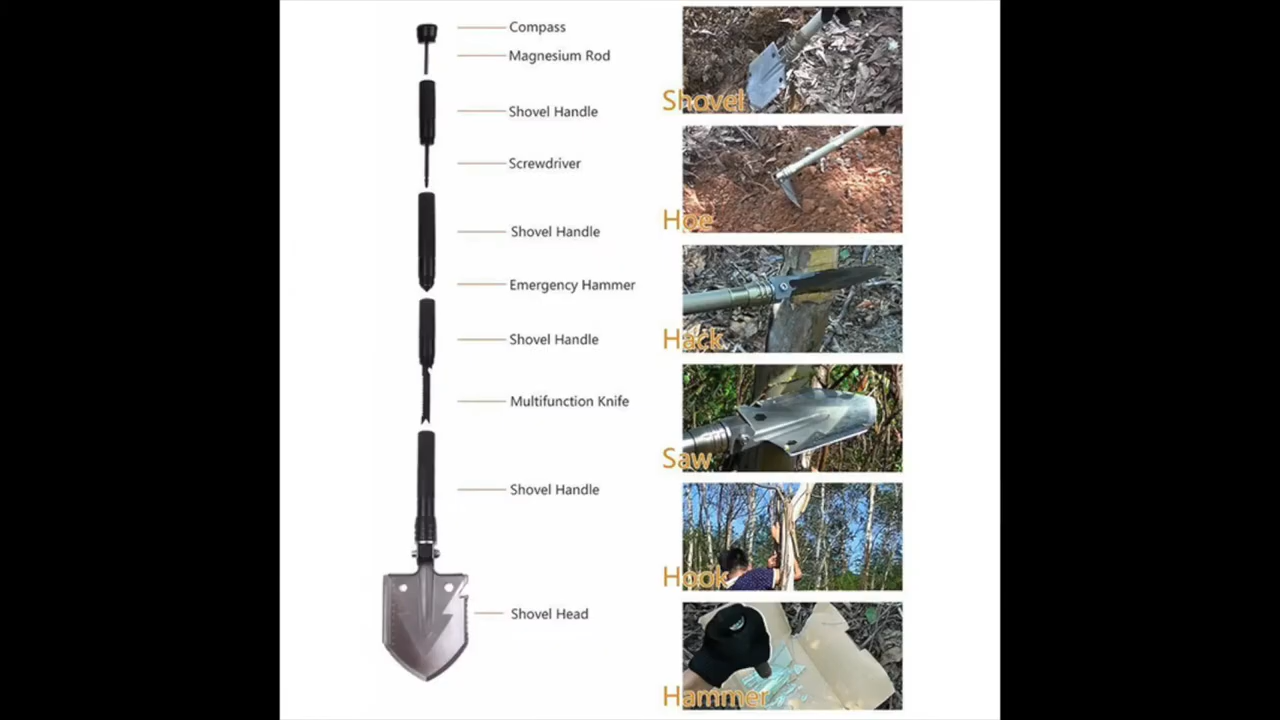 Compass
Magnesium Rod
Shovel Handle
Screwdriver
Shovel Handle
Emergency Hammer
Shovel Handle
Multifunction Knife
Shovel Handle
Shovel Head
Shovel
Hoe
Hack
Saw
Hook
Hammer